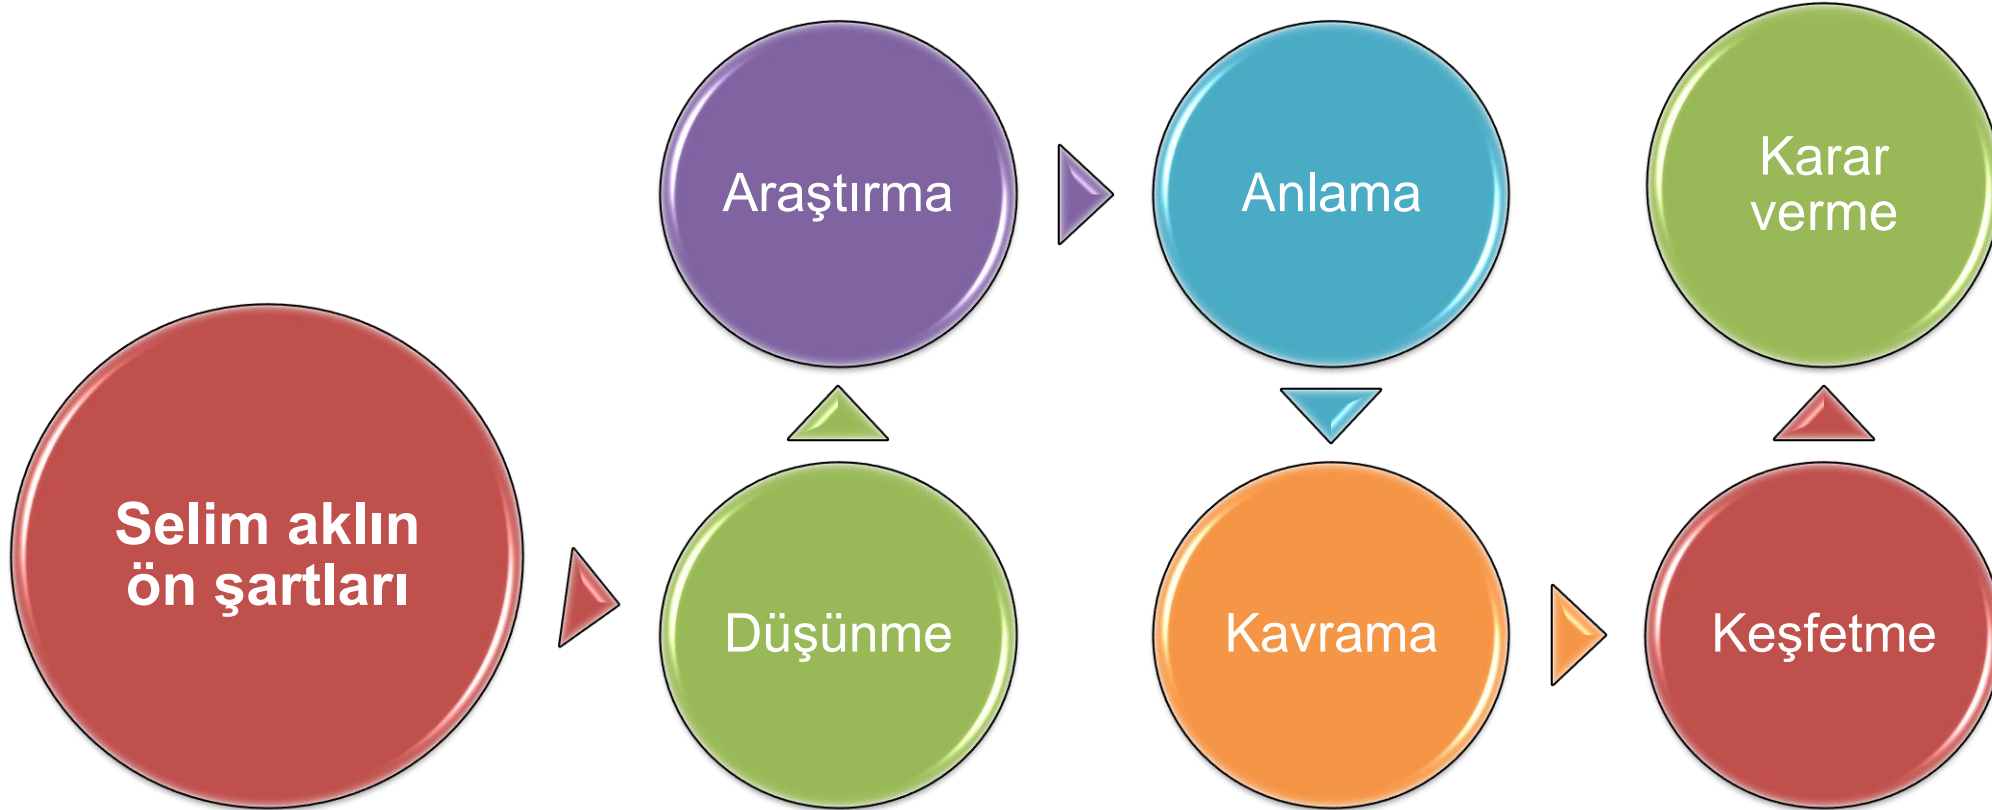 Selim aklın
ön şartları
Düşünme
Araştırma
Anlama
Kavrama
Keşfetme
Karar
verme